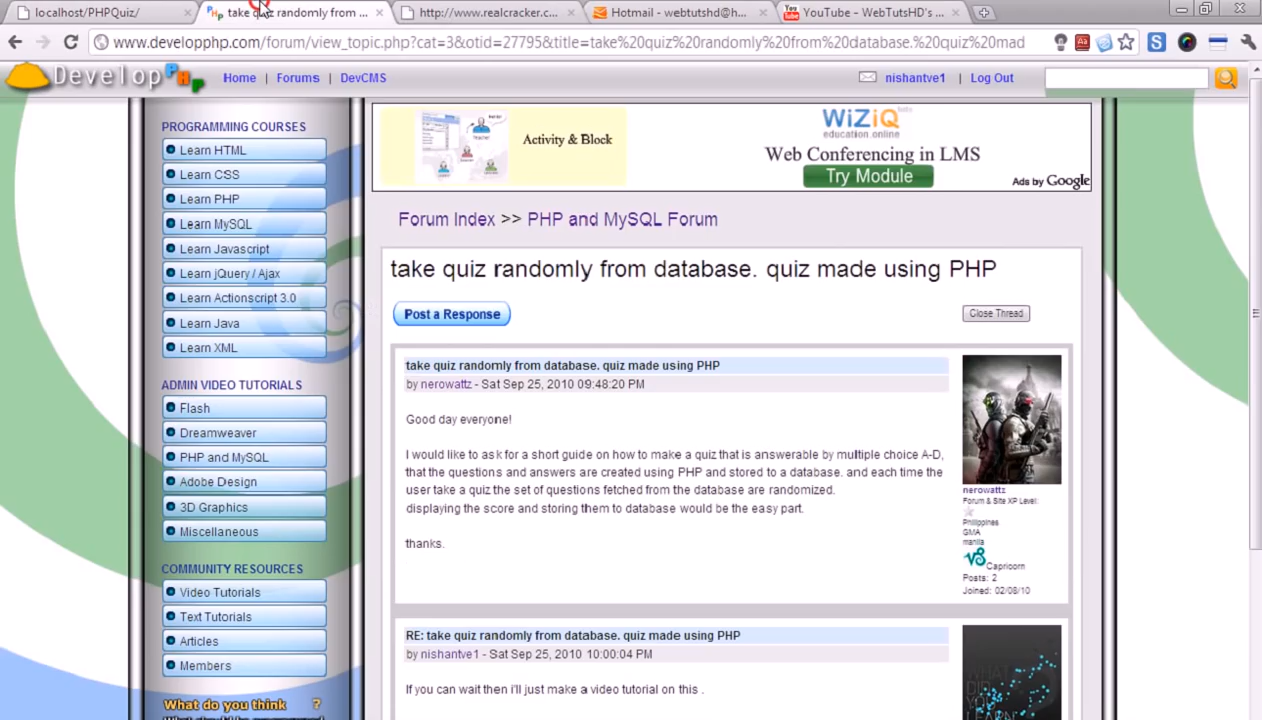 localhost/PHPQuiz/
take quiz randomly from ...
http://www.realcracker.c...
Hotmail - webtutshd@h...
YouTube - WebTutsHD's ...
www.developphp.com/forum/view_topic.php?cat=3&otid=27795&title=take%20quiz%20randomly%20from%20database.%20quiz%20mad
Develop PHP
Home | Forums | DevCMS
nishantve1 | Log Out
PROGRAMMING COURSES
Learn HTML
Learn CSS
Learn PHP
Learn MySQL
Learn Javascript
Learn jQuery / Ajax
Learn Actionscript 3.0
Learn Java
Learn XML
ADMIN VIDEO TUTORIALS
Flash
Dreamweaver
PHP and MySQL
Adobe Design
3D Graphics
Miscellaneous
COMMUNITY RESOURCES
Video Tutorials
Text Tutorials
Articles
Members
What do you think ?
Activity & Block
WiZiQ beta
education.online
Web Conferencing in LMS
Try Module
Ads by Google
Forum Index >> PHP and MySQL Forum
take quiz randomly from database. quiz made using PHP
Post a Response
Close Thread
take quiz randomly from database. quiz made using PHP
by nerowattz - Sat Sep 25, 2010 09:48:20 PM
Good day everyone!
I would like to ask for a short guide on how to make a quiz that is answerable by multiple choice A-D,
that the questions and answers are created using PHP and stored to a database. and each time the
user take a quiz the set of questions fetched from the database are randomized.
displaying the score and storing them to database would be the easy part.
thanks.
nerowattz
Forum & Site XP Level:
Philippines
GMA
manila
Capricorn
Posts: 2
Joined: 02/08/10
RE: take quiz randomly from database. quiz made using PHP
by nishantve1 - Sat Sep 25, 2010 10:00:04 PM
If you can wait then i'll just make a video tutorial on this .